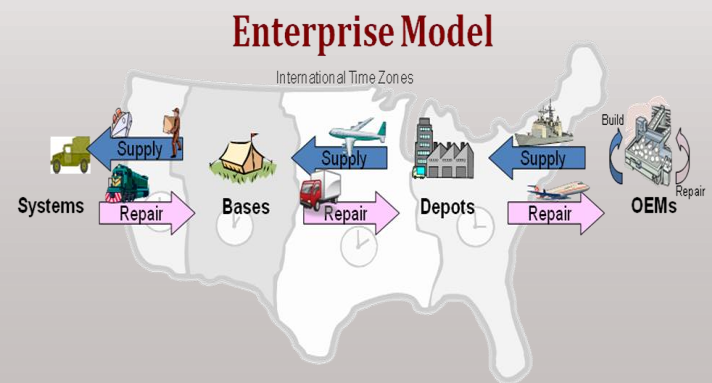 Enterprise Model
International Time Zones
Build
Supply
Supply
Supply
Repair
Systems
Repair
Bases
Repair
Depots
Repair
OEMs